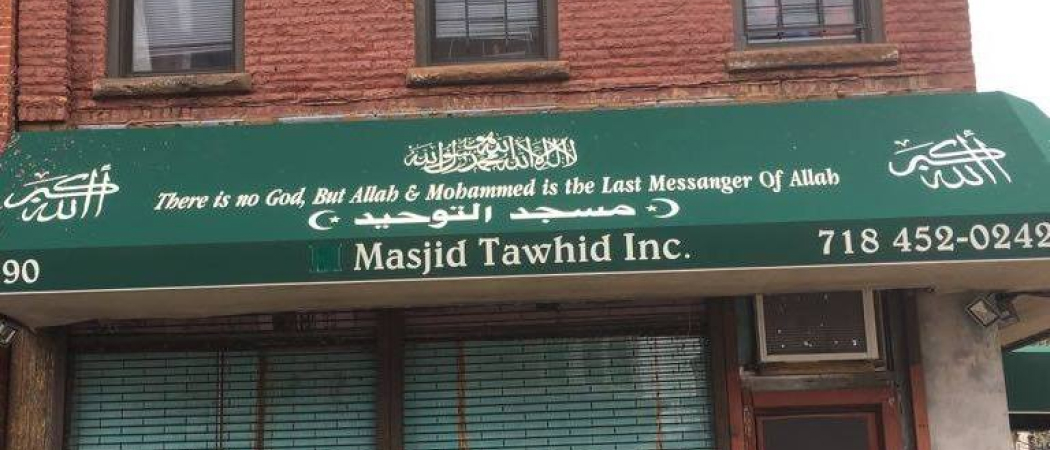 لا إله إلا الله محمد رسول الله
الله أكبر
الله أكبر
There is no God, But Allah & Mohammed is the Last Messanger Of Allah
مسجد التوحيد
90
Masjid Tawhid Inc.
718 452-0242